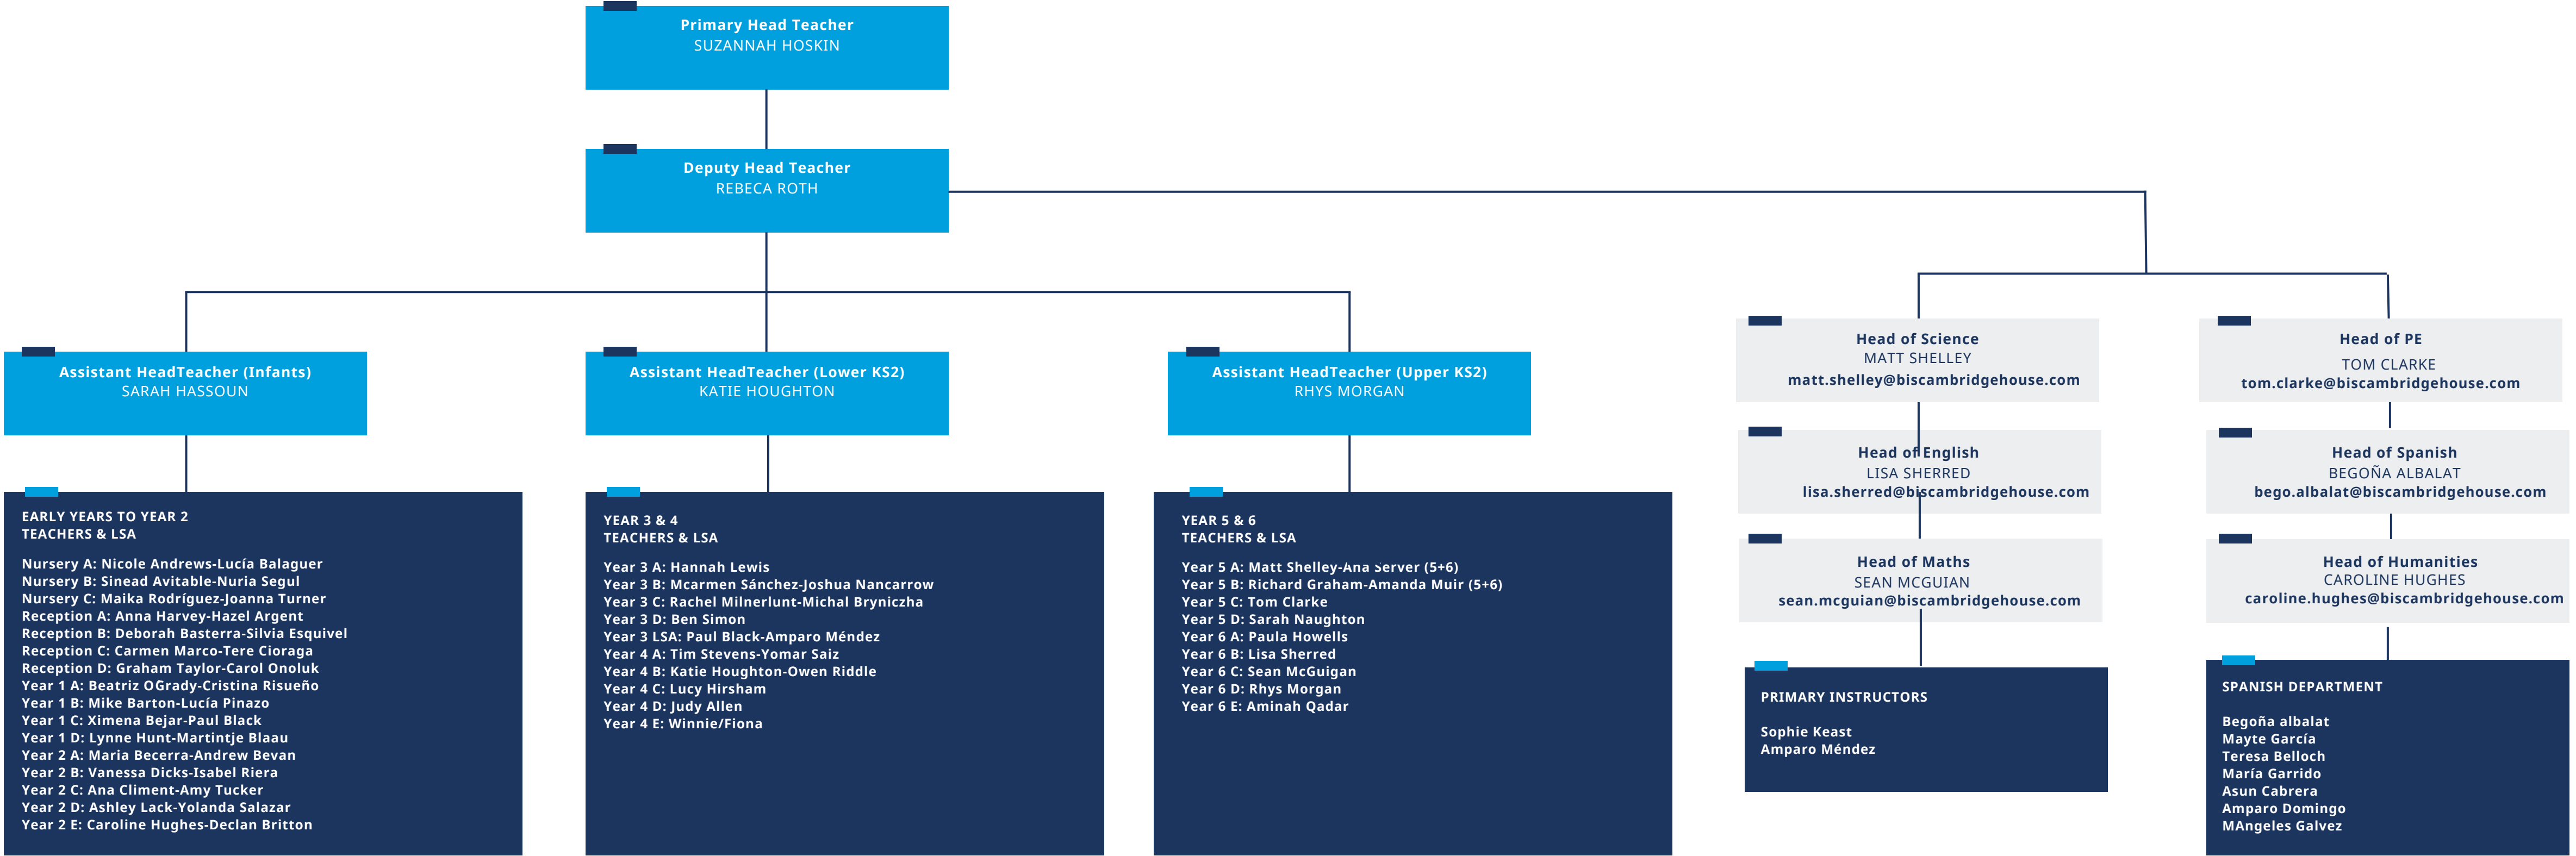 Primary Head Teacher
SUZANNAH HOSKIN
Deputy Head Teacher
REBECA ROTH
Assistant HeadTeacher (Infants)
SARAH HASSOUN
Assistant HeadTeacher (Lower KS2)
KATIE HOUGHTON
Assistant HeadTeacher (Upper KS2)
RHYS MORGAN
Head of Science
MATT SHELLEY
matt.shelley@biscambridgehouse.com
Head of PE
TOM CLARKE
tom.clarke@biscambridgehouse.com
Head of English
LISA SHERRED
lisa.sherred@biscambridgehouse.com
Head of Spanish
BEGOÑA ALBALAT
bego.albalat@biscambridgehouse.com
Head of Maths
SEAN MCGUIAN
sean.mcguian@biscambridgehouse.com
Head of Humanities
CAROLINE HUGHES
caroline.hughes@biscambridgehouse.com
EARLY YEARS TO YEAR 2
TEACHERS & LSA
Nursery A: Nicole Andrews-Lucía Balaguer
Nursery B: Sinead Avitable-Nuria Segul
Nursery C: Maika Rodríguez-Joanna Turner
Reception A: Anna Harvey-Hazel Argent
Reception B: Deborah Basterra-Silvia Esquivel
Reception C: Carmen Marco-Tere Cioraga
Reception D: Graham Taylor-Carol Onoluk
Year 1 A: Beatriz O´Grady-Cristina Risueño
Year 1 B: Mike Barton-Lucía Pinazo
Year 1 C: Ximena Bejar-Paul Black
Year 1 D: Lynne Hunt-Martintje Blaau
Year 2 A: Maria Becerra-Andrew Bevan
Year 2 B: Vanessa Dicks-Isabel Riera
Year 2 C: Ana Climent-Amy Tucker
Year 2 D: Ashley Lack-Yolanda Salazar
Year 2 E: Caroline Hughes-Declan Britton
YEAR 3 & 4
TEACHERS & LSA
Year 3 A: Hannah Lewis
Year 3 B: Mcarmen Sánchez-Joshua Nancarrow
Year 3 C: Rachel Milnerlunt-Michal Bryniczha
Year 3 D: Ben Simon
Year 3 LSA: Paul Black-Amparo Méndez
Year 4 A: Tim Stevens-Yomar Saiz
Year 4 B: Katie Houghton-Owen Riddle
Year 4 C: Lucy Hirsham
Year 4 D: Judy Allen
Year 4 E: Winnie/Fiona
YEAR 5 & 6
TEACHERS & LSA
Year 5 A: Matt Shelley-Ana Server (5+6)
Year 5 B: Richard Graham-Amanda Muir (5+6)
Year 5 C: Tom Clarke
Year 5 D: Sarah Naughton
Year 6 A: Paula Howells
Year 6 B: Lisa Sherred
Year 6 C: Sean McGuigan
Year 6 D: Rhys Morgan
Year 6 E: Aminah Qadar
PRIMARY INSTRUCTORS
Sophie Keast
Amparo Méndez
SPANISH DEPARTMENT
Begoña albalat
Mayte García
Teresa Belloch
María Garrido
Asun Cabrera
Amparo Domingo
MAngeles Galvez